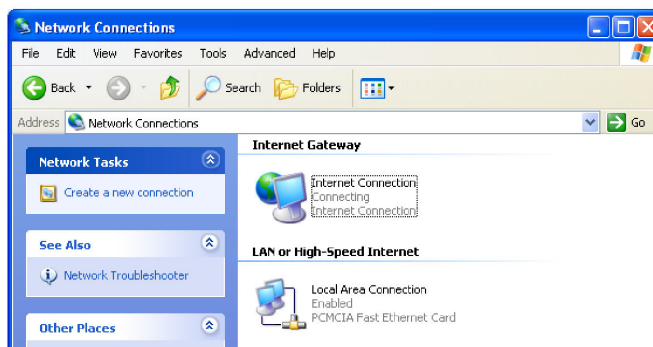 Network Connections
File Edit View Favorites Tools Advanced Help
Back Search Folders
Address Network Connections Go
Network Tasks
Create a new connection
See Also
Network Troubleshooter
Other Places
Internet Gateway
Internet Connection
Connecting
Internet Connection
LAN or High-Speed Internet
Local Area Connection
Enabled
PCMCIA Fast Ethernet Card